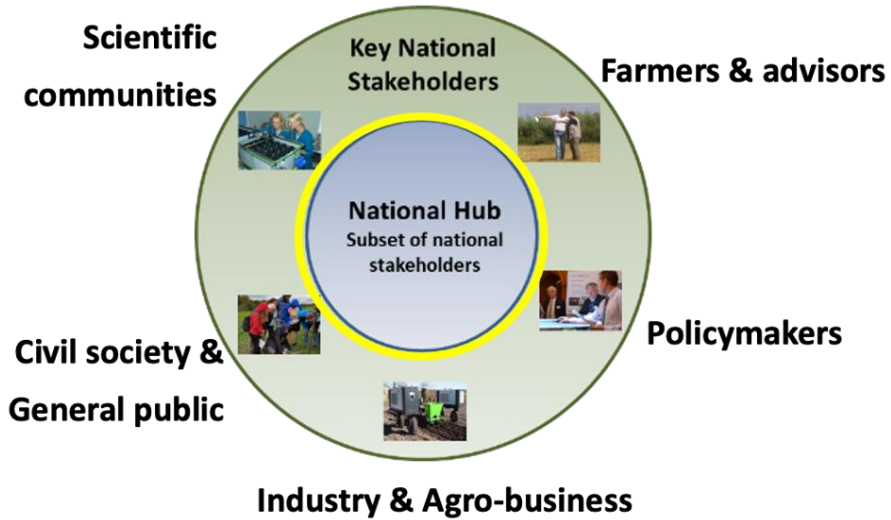 Scientific
communities
Key National
Stakeholders
Farmers & advisors
National Hub
Subset of national
stakeholders
Policymakers
Civil society &
General public
Industry & Agro-business